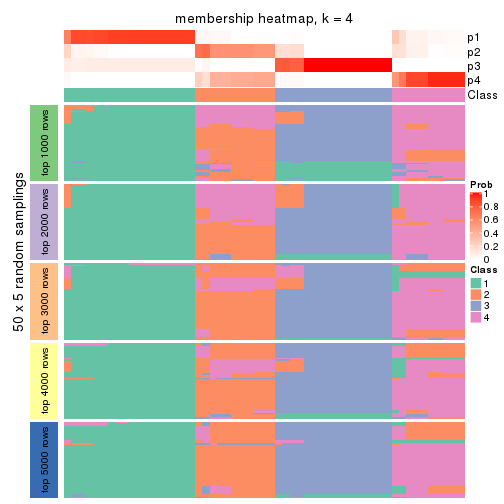 membership heatmap, k = 4
p1
p2
p3
p4
Class
50 x 5 random samplings
top 1000 rows
top 2000 rows
top 3000 rows
top 4000 rows
top 5000 rows
Prob
1
0.8
0.6
0.4
0.2
0
Class
1
2
3
4